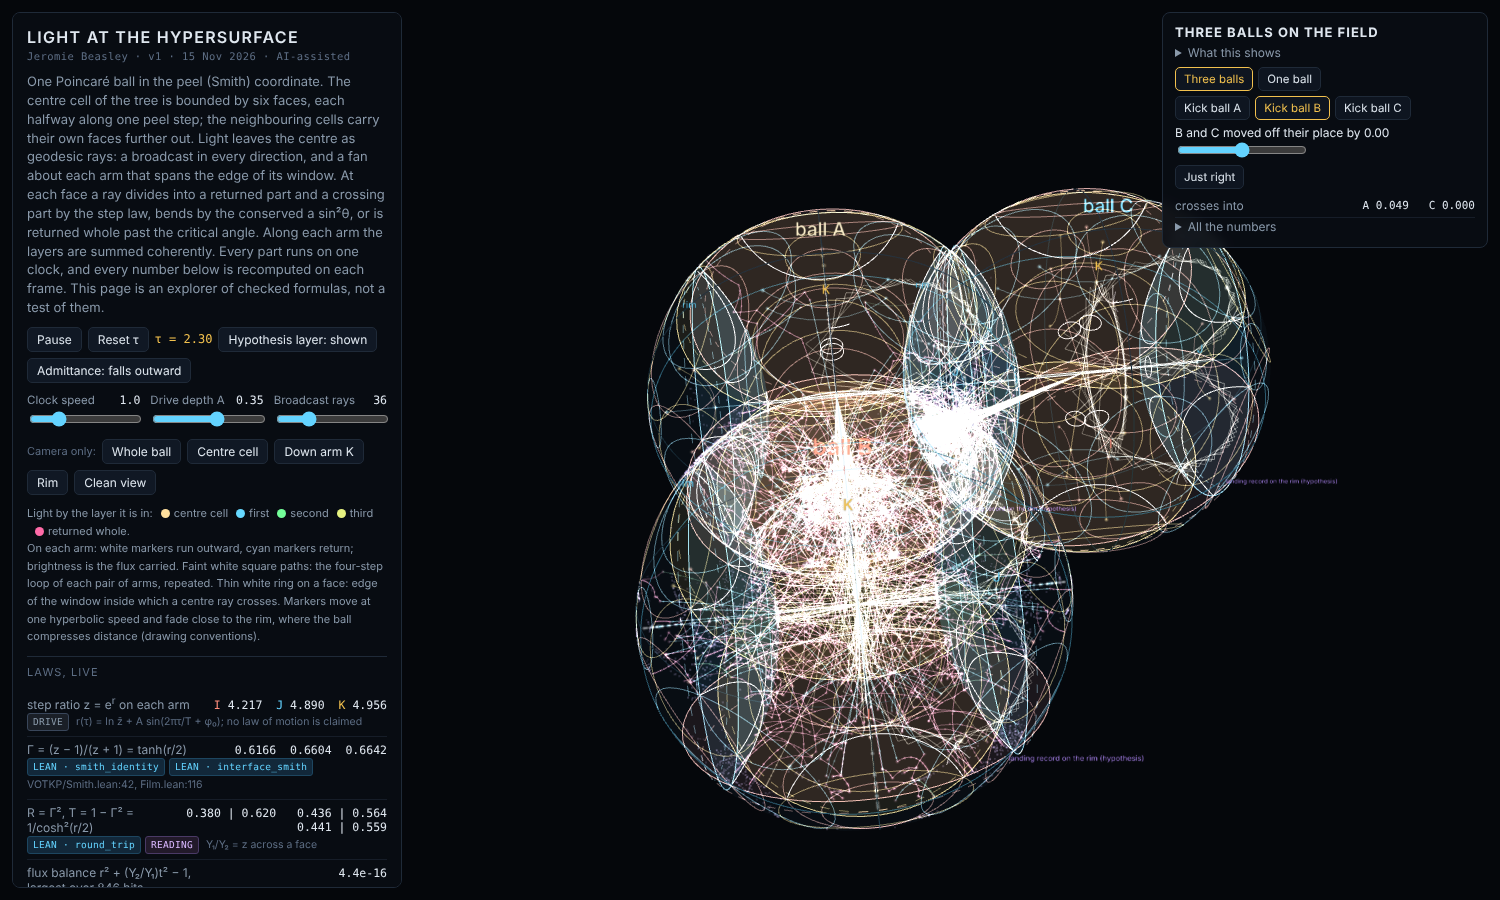 LIGHT AT THE HYPERSURFACE
Jeromie Beasley · v1 · 15 Nov 2026 · AI-assisted
One Poincaré ball in the peel (Smith) coordinate. The
centre cell of the tree is bounded by six faces, each
halfway along one peel step; the neighbouring cells carry
their own faces further out. Light leaves the centre as
geodesic rays: a broadcast in every direction, and a fan
about each arm that spans the edge of its window. At
each face a ray divides into a returned part and a crossing
part by the step law, bends by the conserved a sin²θ, or is
returned whole past the critical angle. Along each arm the
layers are summed coherently. Every part runs on one
clock, and every number below is recomputed on each
frame. This page is an explorer of checked formulas, not a
test of them.
Pause Reset τ τ = 2.30 Hypothesis layer: shown
Admittance: falls outward
Clock speed 1.0 Drive depth A 0.35 Broadcast rays 36
Camera only: Whole ball Centre cell Down arm K
Rim Clean view
Light by the layer it is in: centre cell first second third
returned whole.
On each arm: white markers run outward, cyan markers return;
brightness is the flux carried. Faint white square paths: the four-step
loop of each pair of arms, repeated. Thin white ring on a face: edge
of the window inside which a centre ray crosses. Markers move at
one hyperbolic speed and fade close to the rim, where the ball
compresses distance (drawing conventions).
LAWS, LIVE
step ratio z = eʳ on each arm I 4.217 J 4.890 K 4.956
DRIVE r(τ) = ln z̄ + A sin(2πτ/T + φ₀); no law of motion is claimed
Γ = (z − 1)/(z + 1) = tanh(r/2) 0.6166 0.6604 0.6642
LEAN · smith_identity LEAN · interface_smith
VOTKP/Smith.lean:42, Film.lean:116
R = Γ², T = 1 − Γ² = 0.380 | 0.620 0.436 | 0.564
1/cosh²(r/2) 0.441 | 0.559
LEAN · round_trip READING Y₁/Y₂ = z across a face
flux balance r² + (Y₂/Y₁)t² − 1, 4.4e-16
largest over 846 hits
THREE BALLS ON THE FIELD
▶ What this shows
Three balls One ball
Kick ball A Kick ball B Kick ball C
B and C moved off their place by 0.00
Just right
crosses into A 0.049 C 0.000
▶ All the numbers
ball A
ball C
K
K
K
landing record on the rim (hypothesis)
landing record on the rim (hypothesis)